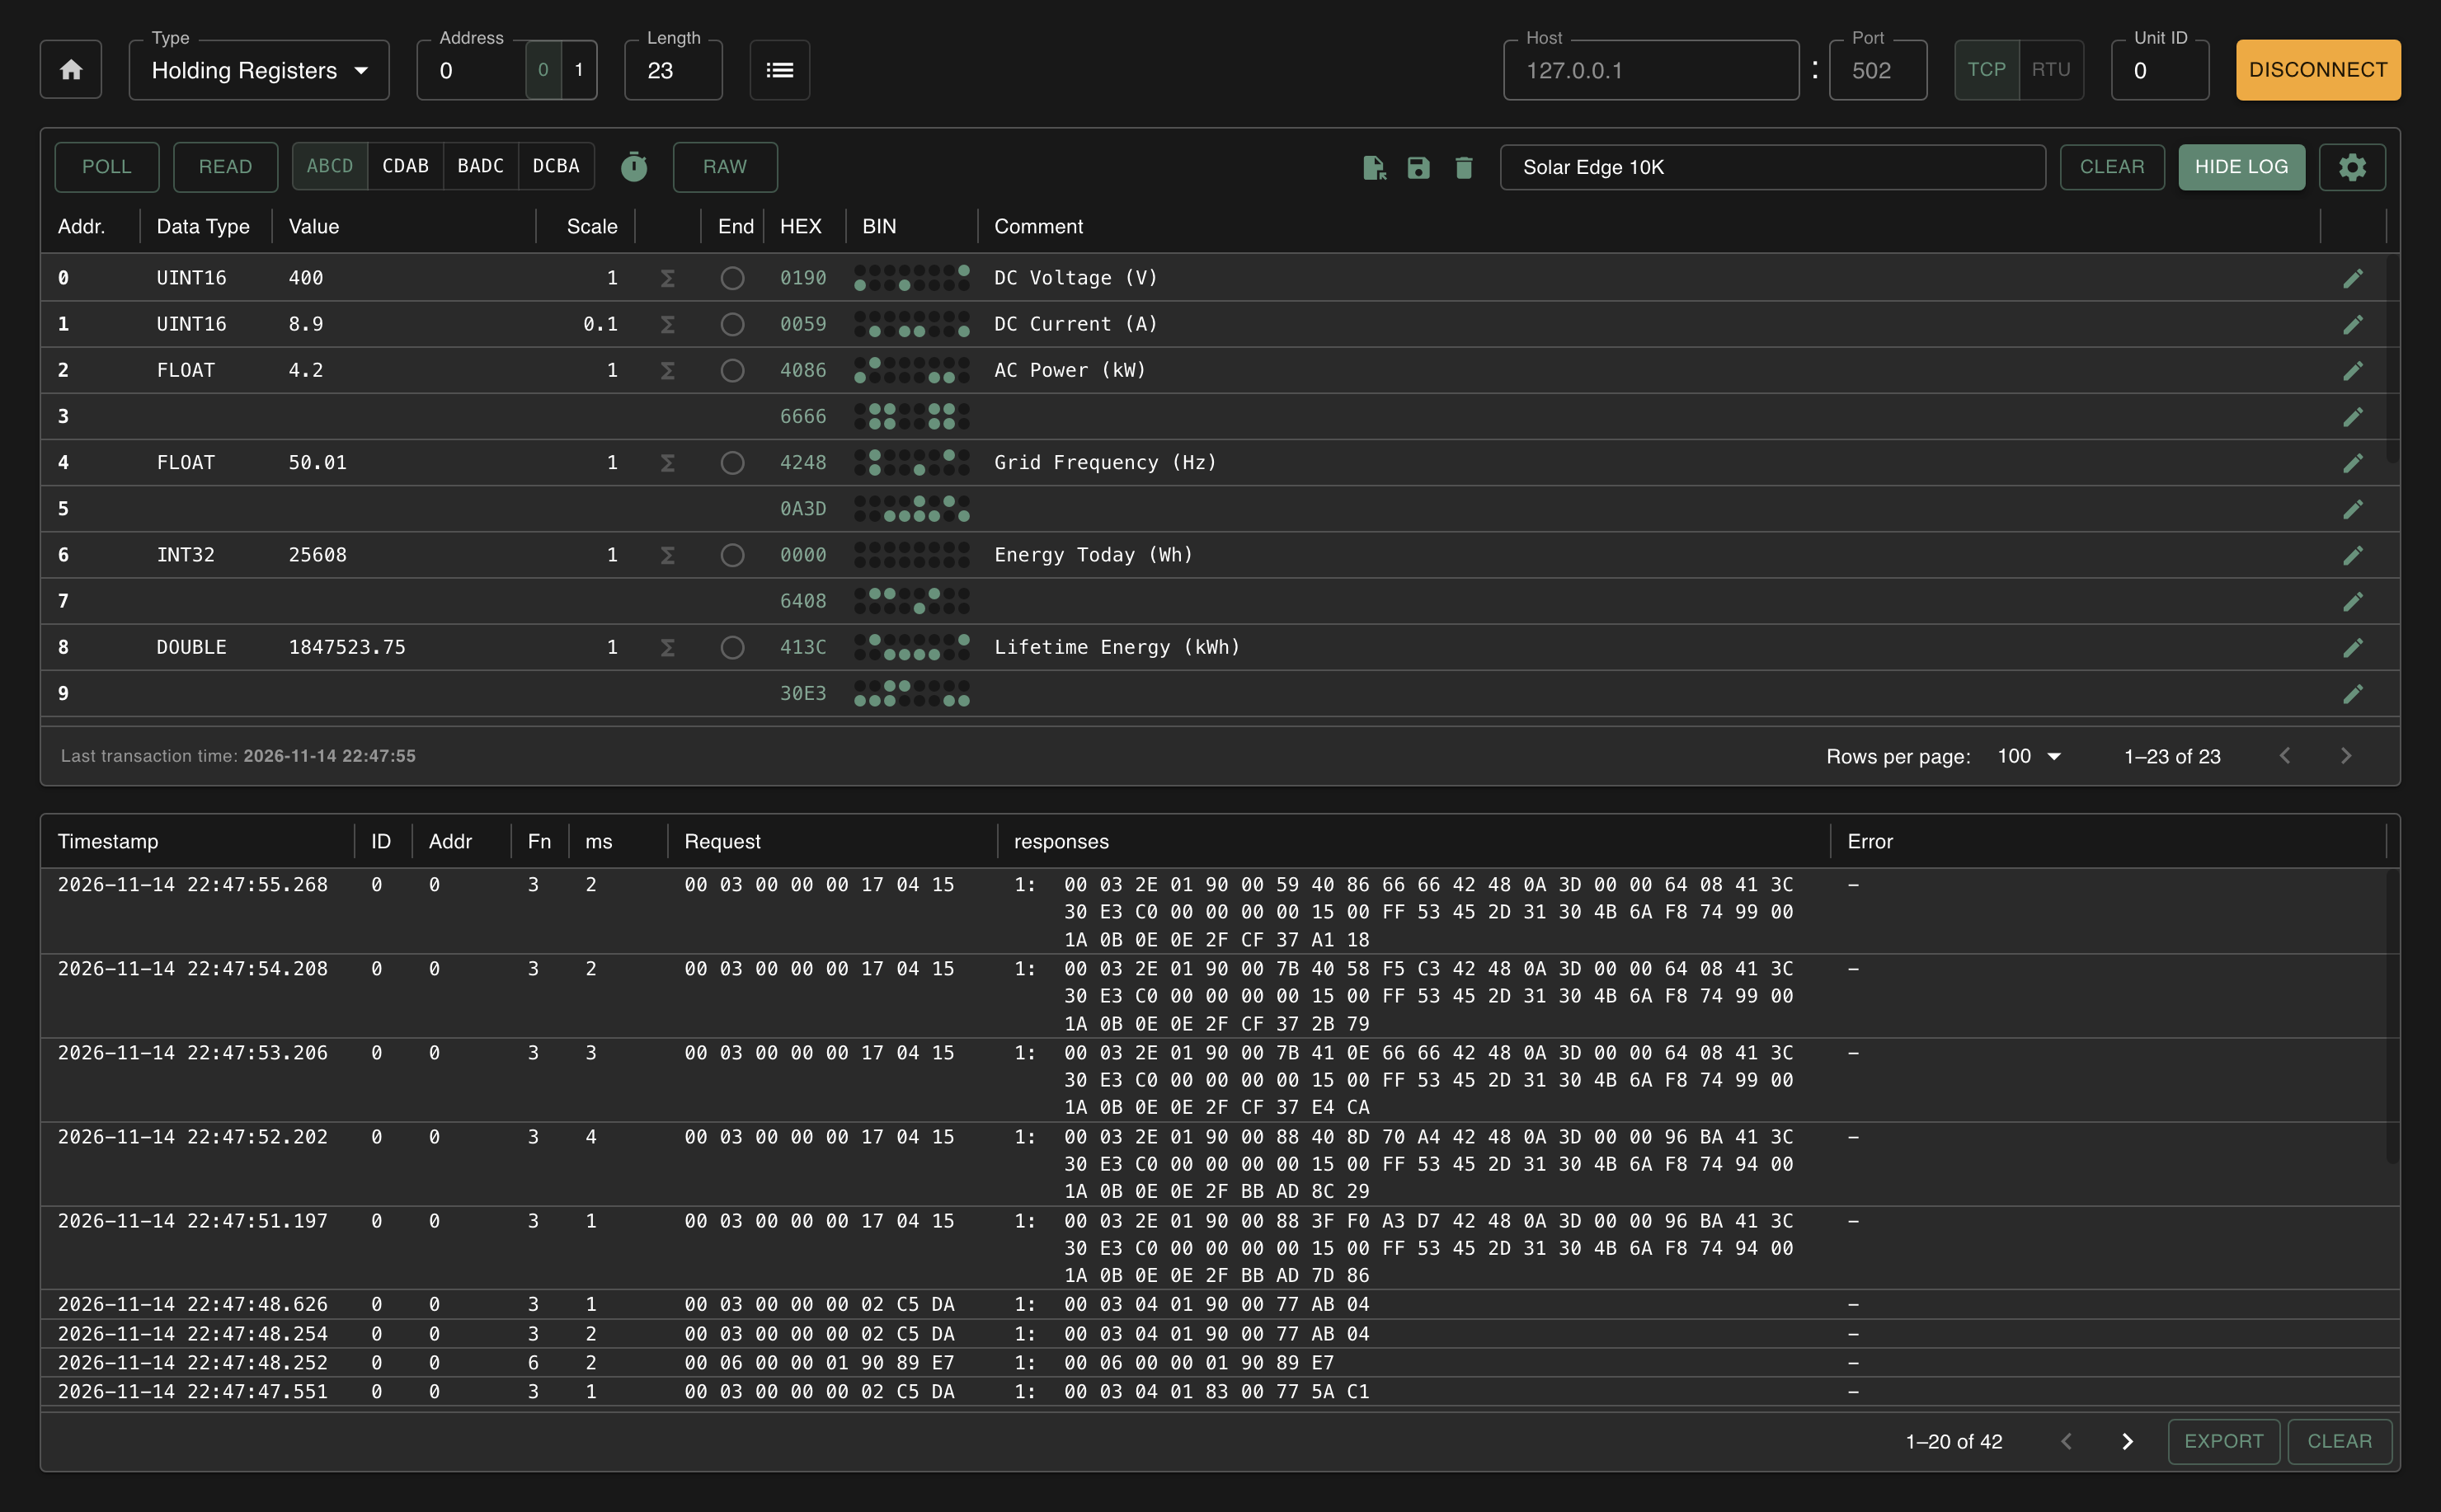 Type Address Length Host Port Unit ID
Holding Registers 0 0 1 23 127.0.0.1 : 502 TCP RTU 0 DISCONNECT
POLL READ ABCD CDAB BADC DCBA RAW Solar Edge 10K CLEAR HIDE LOG
Addr. Data Type Value Scale End HEX BIN Comment
0 UINT16 400 1 Σ 0190 DC Voltage (V)
1 UINT16 8.9 0.1 Σ 0059 DC Current (A)
2 FLOAT 4.2 1 Σ 4086 AC Power (kW)
3 6666
4 FLOAT 50.01 1 Σ 4248 Grid Frequency (Hz)
5 0A3D
6 INT32 25608 1 Σ 0000 Energy Today (Wh)
7 6408
8 DOUBLE 1847523.75 1 Σ 413C Lifetime Energy (kWh)
9 30E3
Last transaction time: 2026-11-14 22:47:55 Rows per page: 100 1–23 of 23
Timestamp ID Addr Fn ms Request responses Error
2026-11-14 22:47:55.268 0 0 3 2 00 03 00 00 00 17 04 15 1: 00 03 2E 01 90 00 59 40 86 66 66 42 48 0A 3D 00 00 64 08 41 3C –
30 E3 C0 00 00 00 00 15 00 FF 53 45 2D 31 30 4B 6A F8 74 99 00
1A 0B 0E 0E 2F CF 37 A1 18
2026-11-14 22:47:54.208 0 0 3 2 00 03 00 00 00 17 04 15 1: 00 03 2E 01 90 00 7B 40 58 F5 C3 42 48 0A 3D 00 00 64 08 41 3C –
30 E3 C0 00 00 00 00 15 00 FF 53 45 2D 31 30 4B 6A F8 74 99 00
1A 0B 0E 0E 2F CF 37 2B 79
2026-11-14 22:47:53.206 0 0 3 3 00 03 00 00 00 17 04 15 1: 00 03 2E 01 90 00 7B 41 0E 66 66 42 48 0A 3D 00 00 64 08 41 3C –
30 E3 C0 00 00 00 00 15 00 FF 53 45 2D 31 30 4B 6A F8 74 99 00
1A 0B 0E 0E 2F CF 37 E4 CA
2026-11-14 22:47:52.202 0 0 3 4 00 03 00 00 00 17 04 15 1: 00 03 2E 01 90 00 88 40 8D 70 A4 42 48 0A 3D 00 00 96 BA 41 3C –
30 E3 C0 00 00 00 00 15 00 FF 53 45 2D 31 30 4B 6A F8 74 94 00
1A 0B 0E 0E 2F BB AD 8C 29
2026-11-14 22:47:51.197 0 0 3 1 00 03 00 00 00 17 04 15 1: 00 03 2E 01 90 00 88 3F F0 A3 D7 42 48 0A 3D 00 00 96 BA 41 3C –
30 E3 C0 00 00 00 00 15 00 FF 53 45 2D 31 30 4B 6A F8 74 94 00
1A 0B 0E 0E 2F BB AD 7D 86
2026-11-14 22:47:48.626 0 0 3 1 00 03 00 00 00 02 C5 DA 1: 00 03 04 01 90 00 77 AB 04 –
2026-11-14 22:47:48.254 0 0 3 2 00 03 00 00 00 02 C5 DA 1: 00 03 04 01 90 00 77 AB 04 –
2026-11-14 22:47:48.252 0 0 6 2 00 06 00 00 01 90 89 E7 1: 00 06 00 00 01 90 89 E7 –
2026-11-14 22:47:47.551 0 0 3 1 00 03 00 00 00 02 C5 DA 1: 00 03 04 01 83 00 77 5A C1 –
1–20 of 42 EXPORT CLEAR